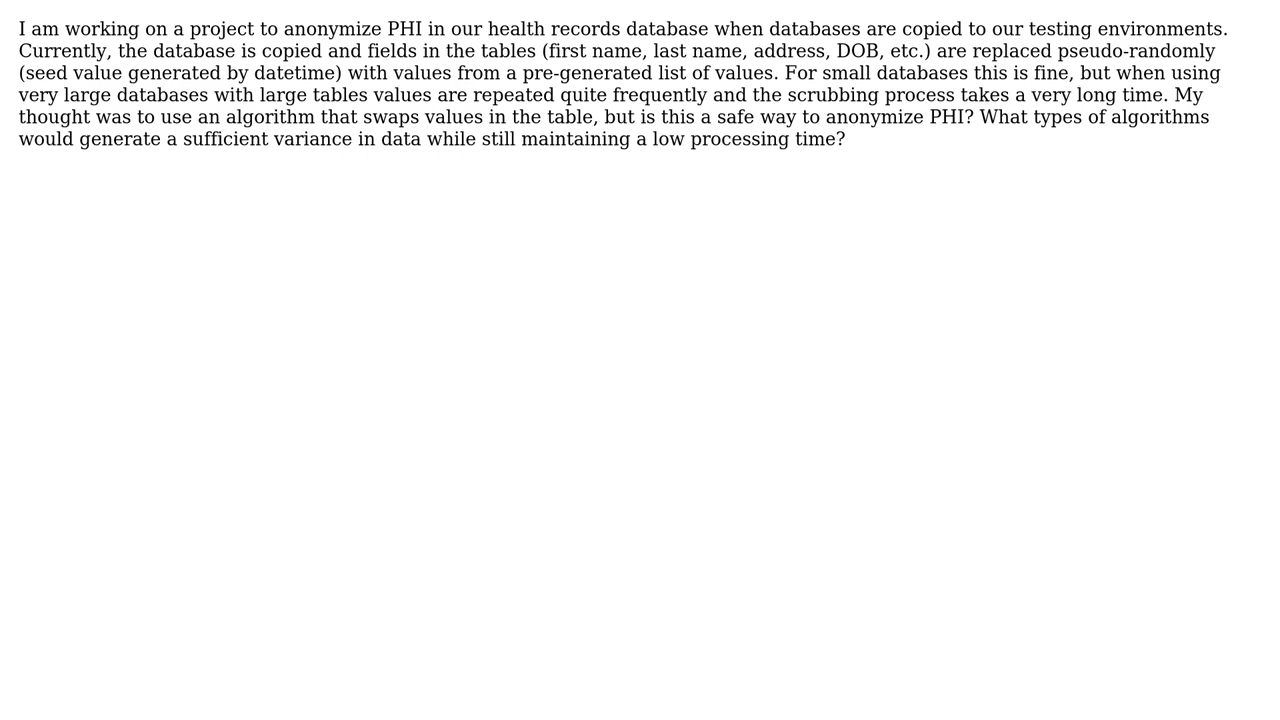 I am working on a project to anonymize PHI in our health records database when databases are copied to our testing environments.
Currently, the database is copied and fields in the tables (first name, last name, address, DOB, etc.) are replaced pseudo-randomly
(seed value generated by datetime) with values from a pre-generated list of values. For small databases this is fine, but when using
very large databases with large tables values are repeated quite frequently and the scrubbing process takes a very long time. My
thought was to use an algorithm that swaps values in the table, but is this a safe way to anonymize PHI? What types of algorithms
would generate a sufficient variance in data while still maintaining a low processing time?